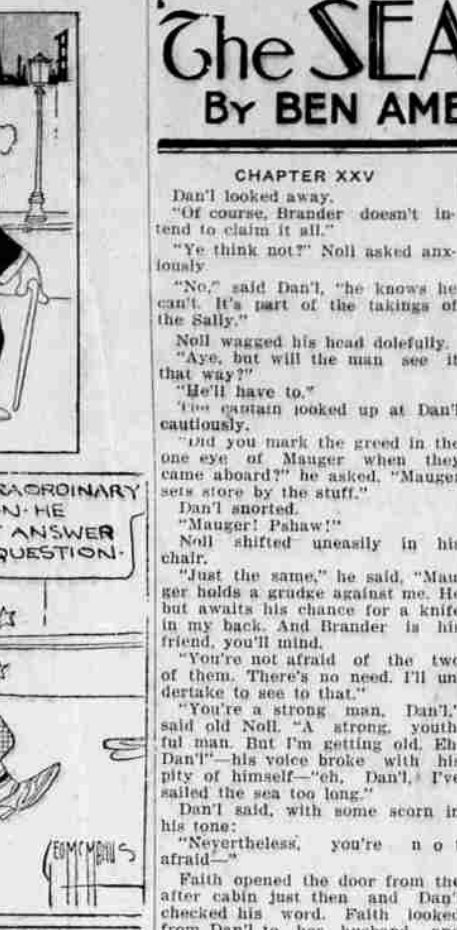 RAORDINARY
N. HE
ANSWER
QUESTION.
The SEA
BY BEN AME
CHAPTER XXV
Dan'l looked away.
"Of course, Brander doesn't in-
tend to claim it all."
"Ye think not?" Noll asked anx-
iously
"No," said Dan'l, "he knows he
can't. It's part of the takings of
the Sally."
Noll wagged his head dolefully.
"Aye, but will the man see it
that way?"
"He'll have to."
The captain looked up at Dan'l
cautiously.
"Did you mark the greed in the
one eye of Mauger when they
came aboard?" he asked. "Mauger
sets store by the stuff."
Dan'l snorted.
"Mauger! Pshaw!"
Noll shifted uneasily in his
chair.
"Just the same," he said, "Mau
ger holds a grudge against me. He
but awaits his chance for a knife
in my back. And Brander is his
friend, you'll mind.
"You're not afraid of the two
of them. There's no need. I'll un
dertake to see to that."
"You're a strong man, Dan'l,"
said old Noll. "A strong, youth
ful man. But I'm getting old. Eh
Dan'l"—his voice broke with his
pity of himself—"eh, Dan'l, I've
sailed the sea too long."
Dan'l said, with some scorn in
his tone:
"Nevertheless, you're n o t
afraid—"
Faith opened the door from the
after cabin just then and Dan'l
checked his word. Faith looked
from Dan'l to her husband, and